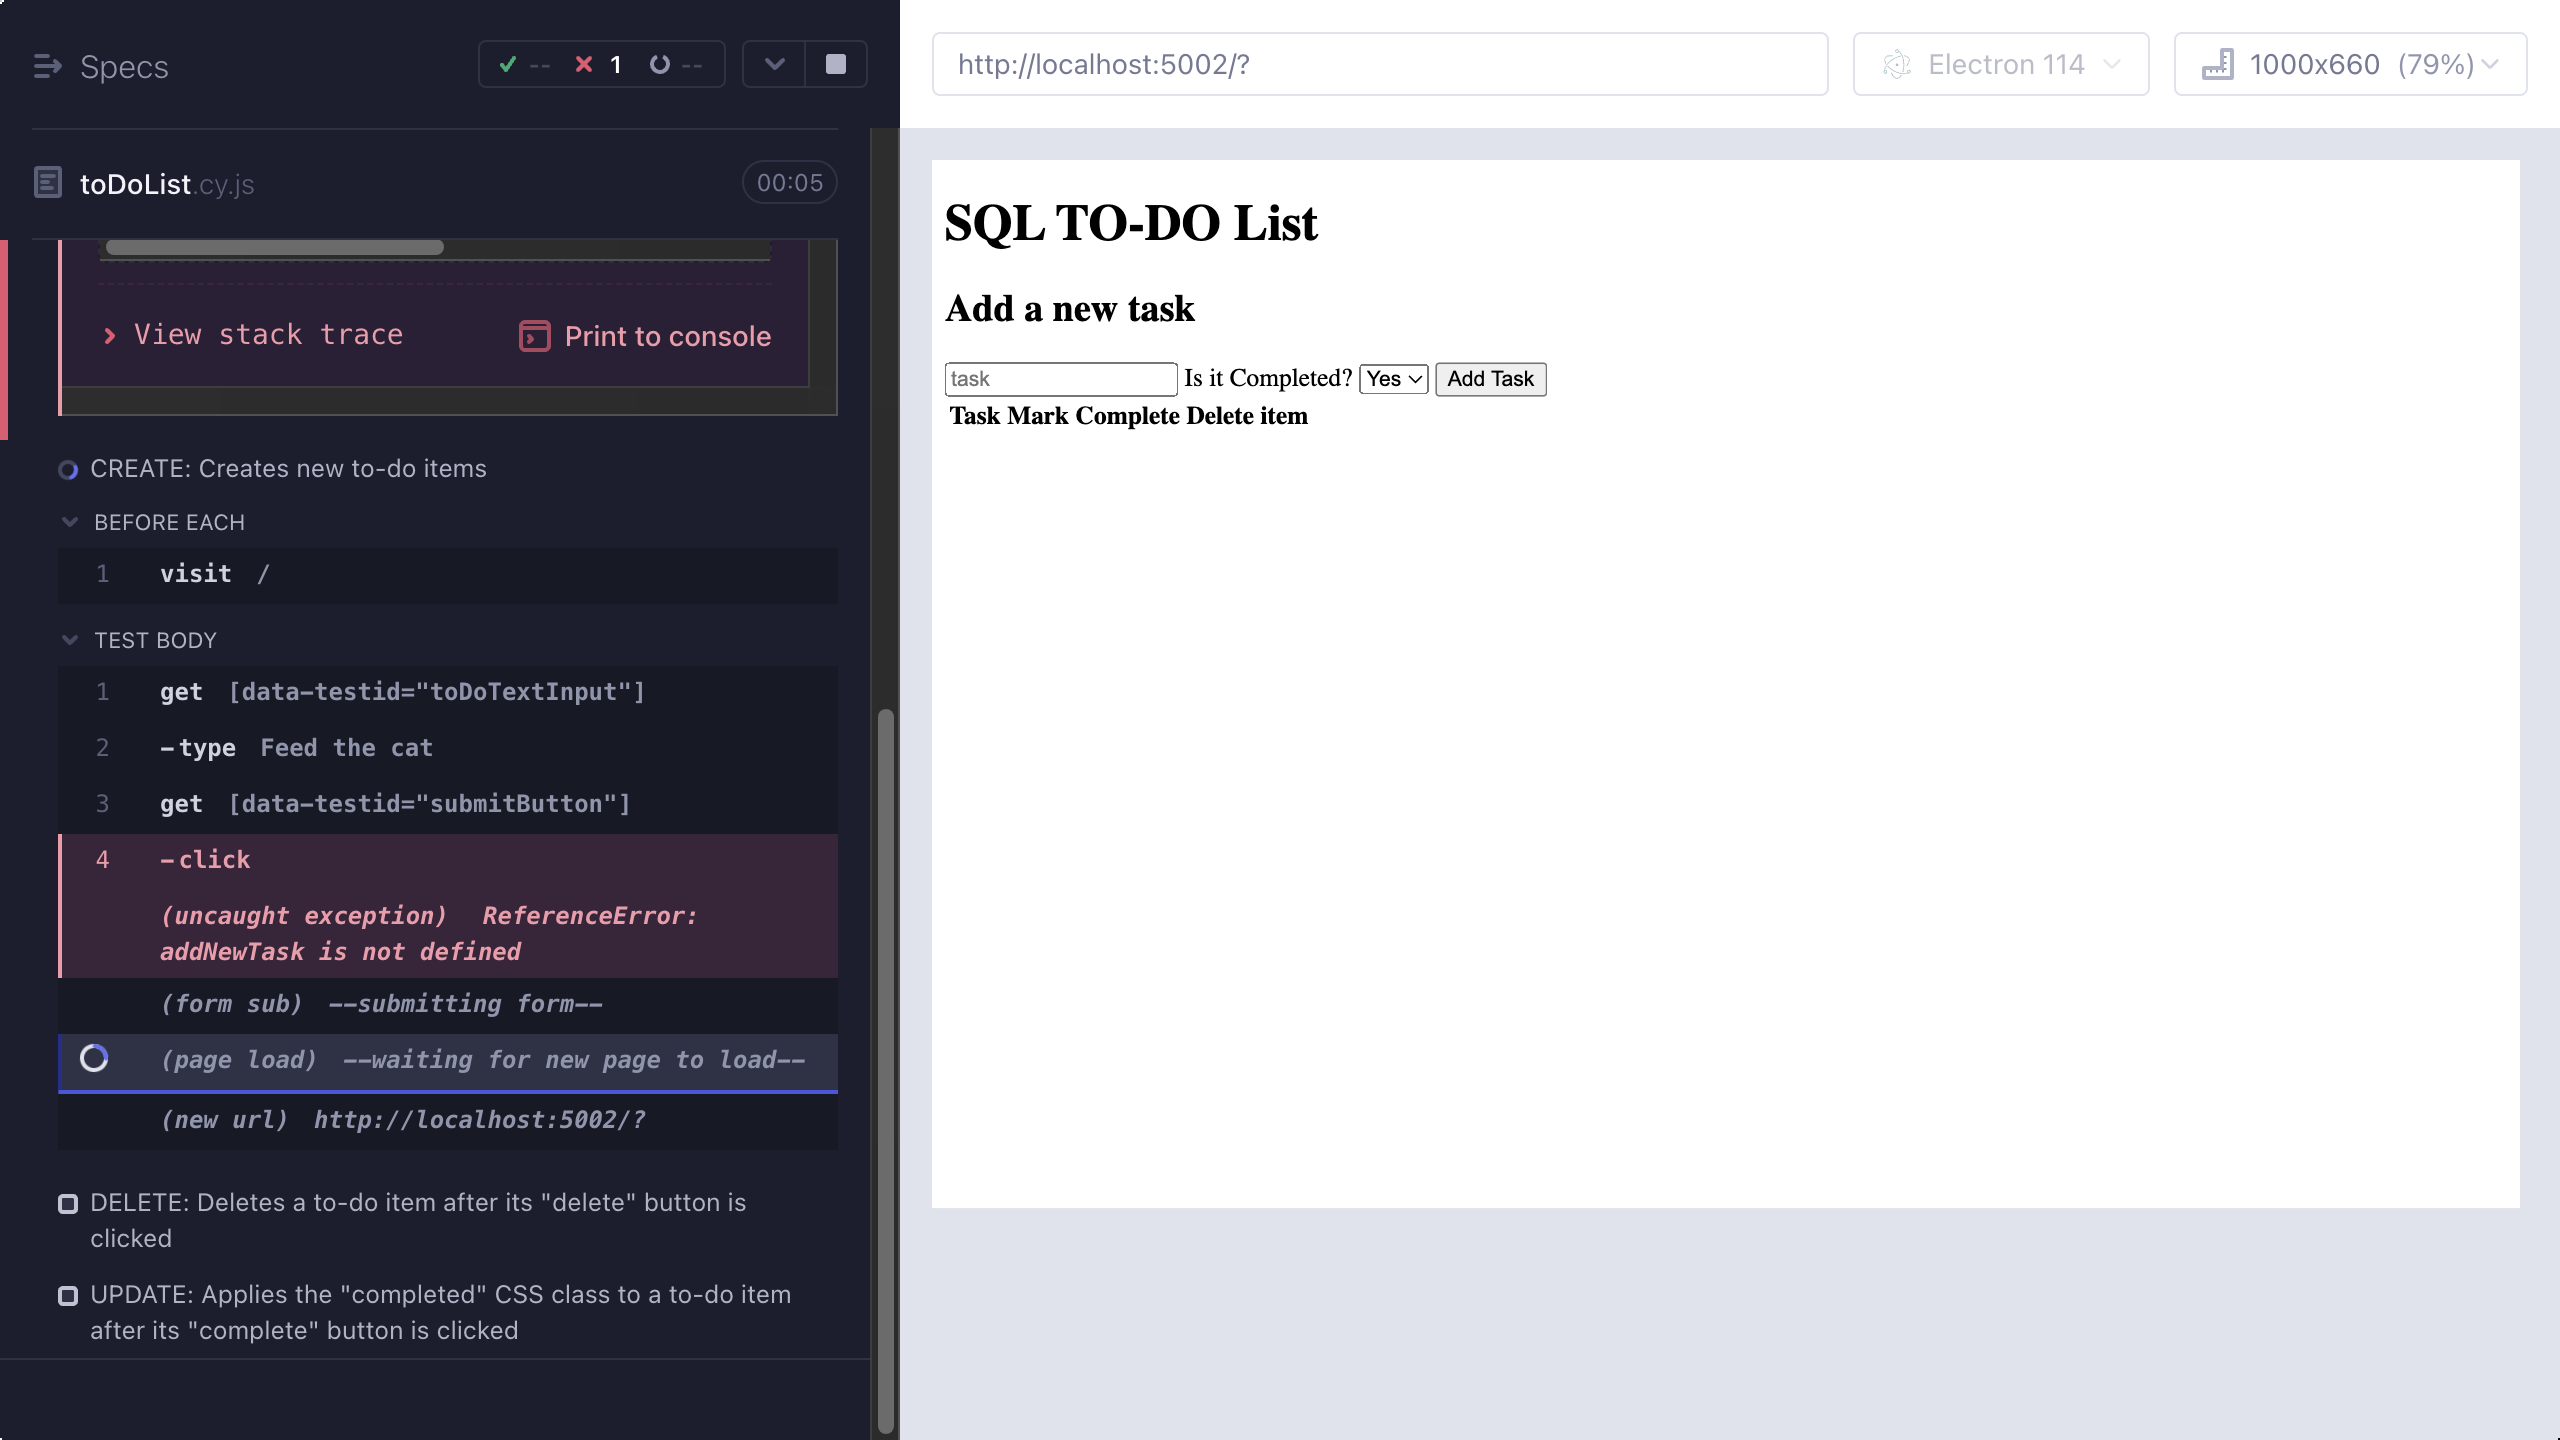 Specs
-- 1 --
toDoList.cy.js
00:05
View stack trace
Print to console
CREATE: Creates new to-do items
BEFORE EACH
1 visit /
TEST BODY
1 get [data-testid="toDoTextInput"]
2 -type Feed the cat
3 get [data-testid="submitButton"]
4 -click
(uncaught exception) ReferenceError:
addNewTask is not defined
(form sub) --submitting form--
(page load) --waiting for new page to load--
(new url) http://localhost:5002/?
DELETE: Deletes a to-do item after its "delete" button is
clicked
UPDATE: Applies the "completed" CSS class to a to-do item
after its "complete" button is clicked
http://localhost:5002/?
Electron 114
1000x660 (79%)
SQL TO-DO List
Add a new task
task Is it Completed? Yes Add Task
Task Mark Complete Delete item